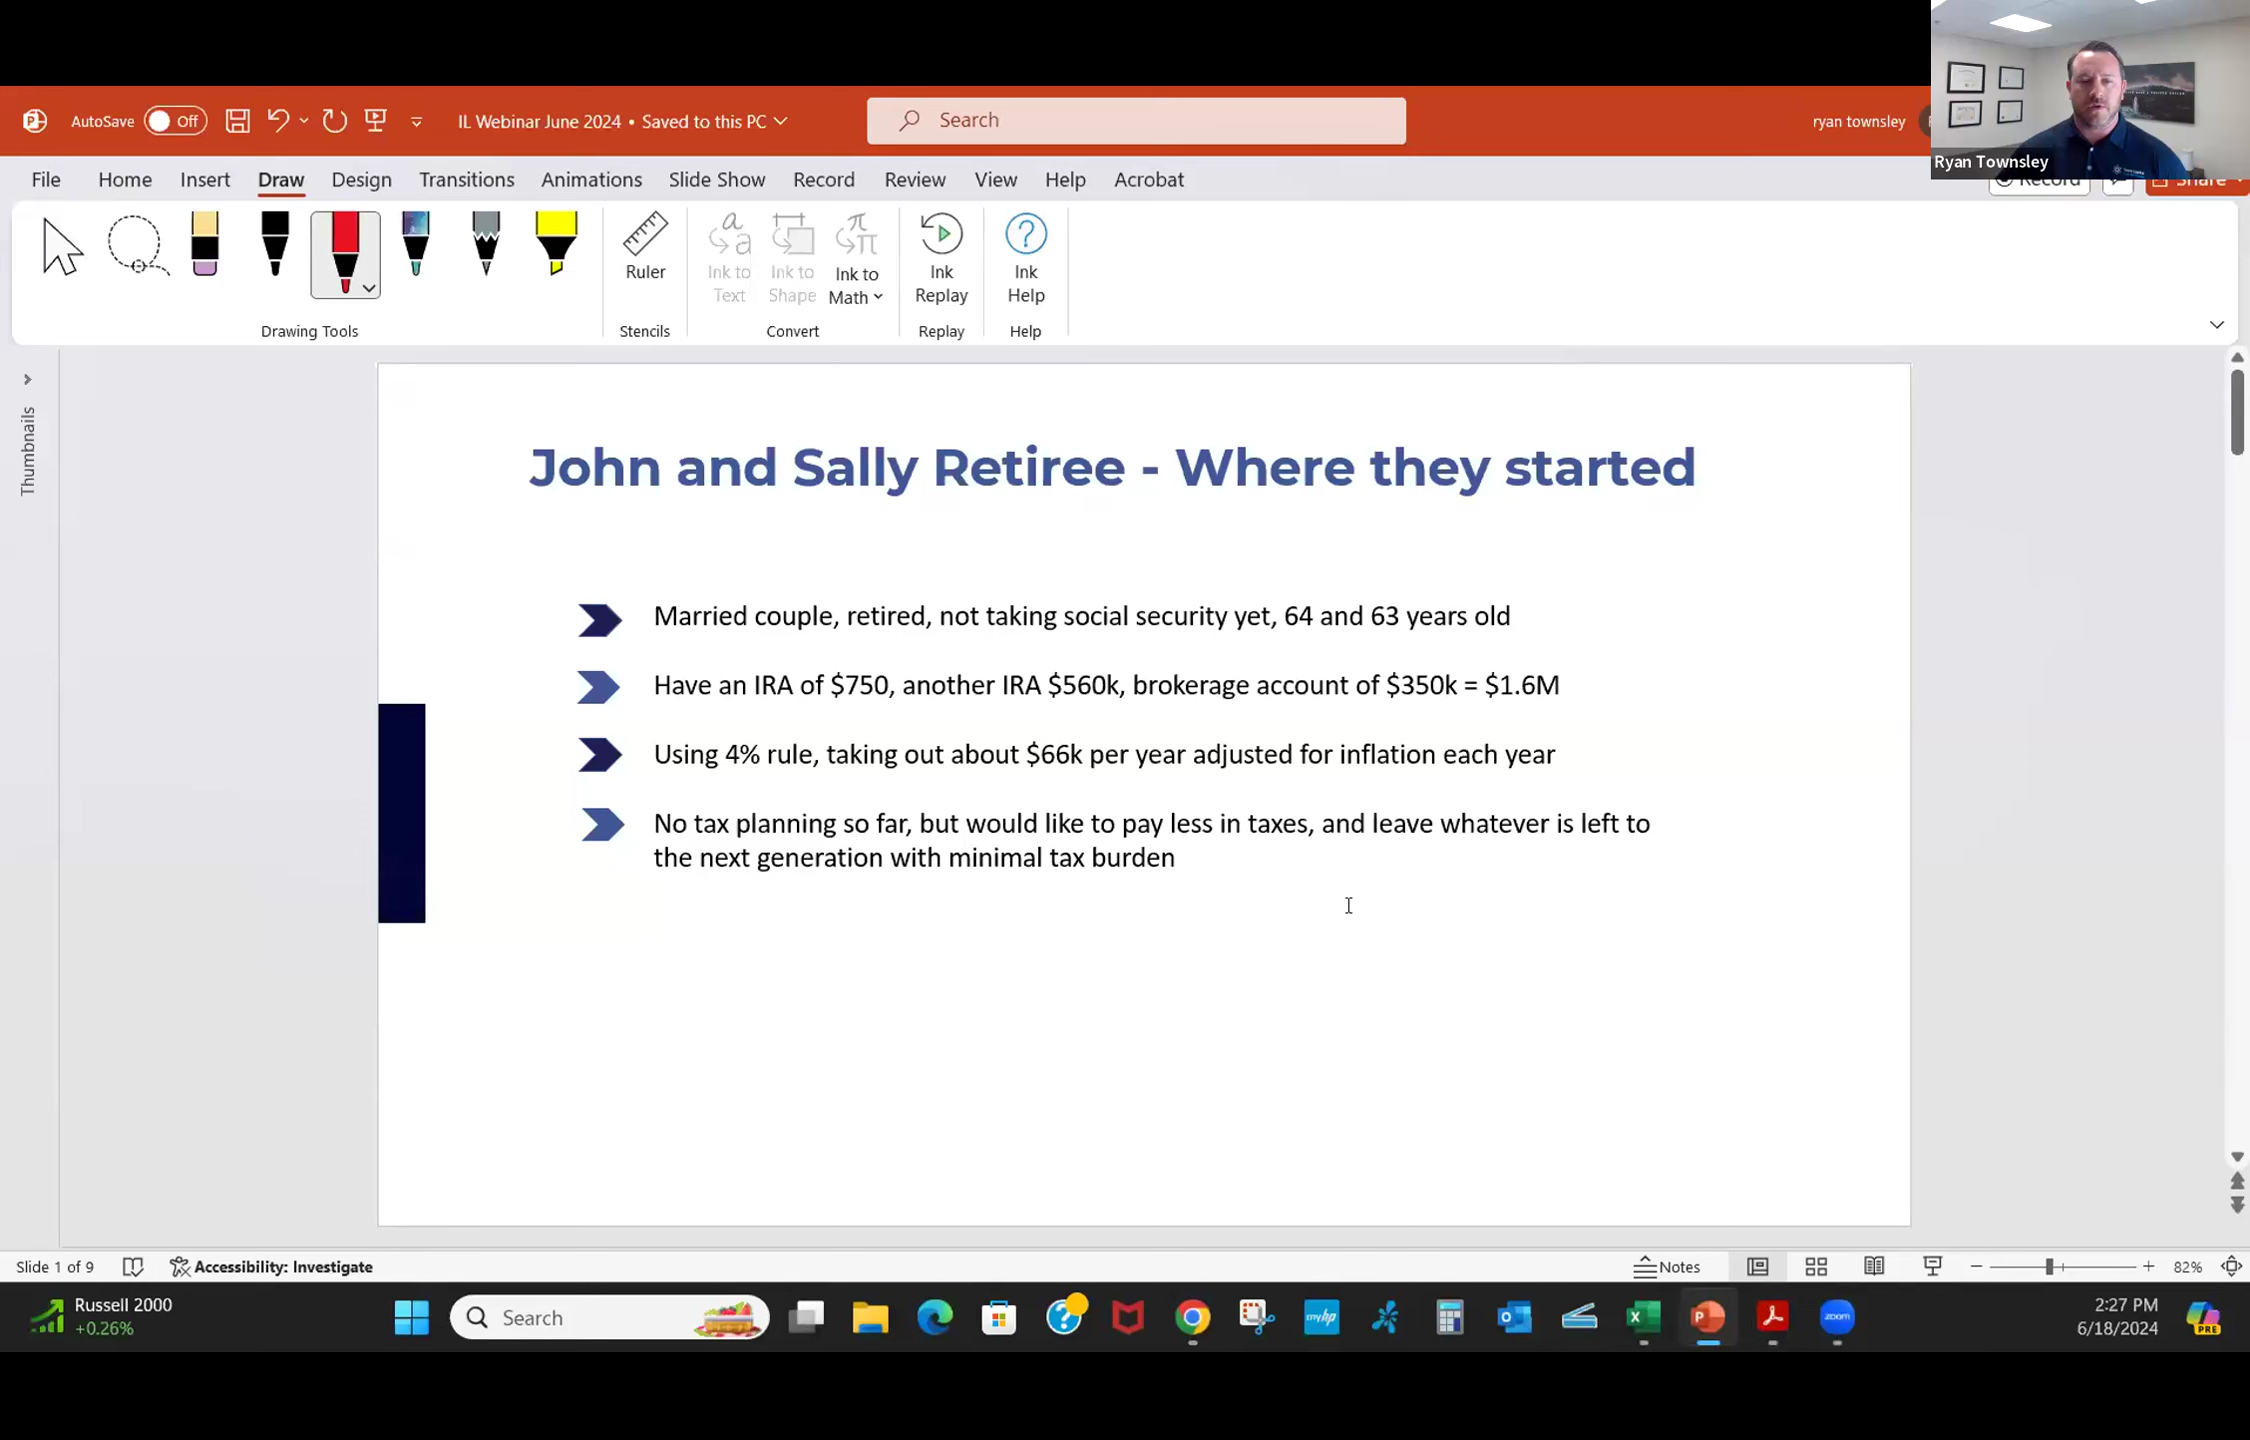 AutoSave Off IL Webinar June 2024 • Saved to this PC Search ryan townsley
Ryan Townsley
File Home Insert Draw Design Transitions Animations Slide Show Record Review View Help Acrobat Record Share
Ruler Ink to Text Ink to Shape Ink to Math Ink Replay Ink Help
Drawing Tools Stencils Convert Replay Help
Thumbnails
John and Sally Retiree - Where they started
Married couple, retired, not taking social security yet, 64 and 63 years old
Have an IRA of $750, another IRA $560k, brokerage account of $350k = $1.6M
Using 4% rule, taking out about $66k per year adjusted for inflation each year
No tax planning so far, but would like to pay less in taxes, and leave whatever is left to
the next generation with minimal tax burden
Slide 1 of 9 Accessibility: Investigate Notes 82%
Russell 2000
+0.26%
Search
myhp
zoom
2:27 PM
6/18/2024
PRE